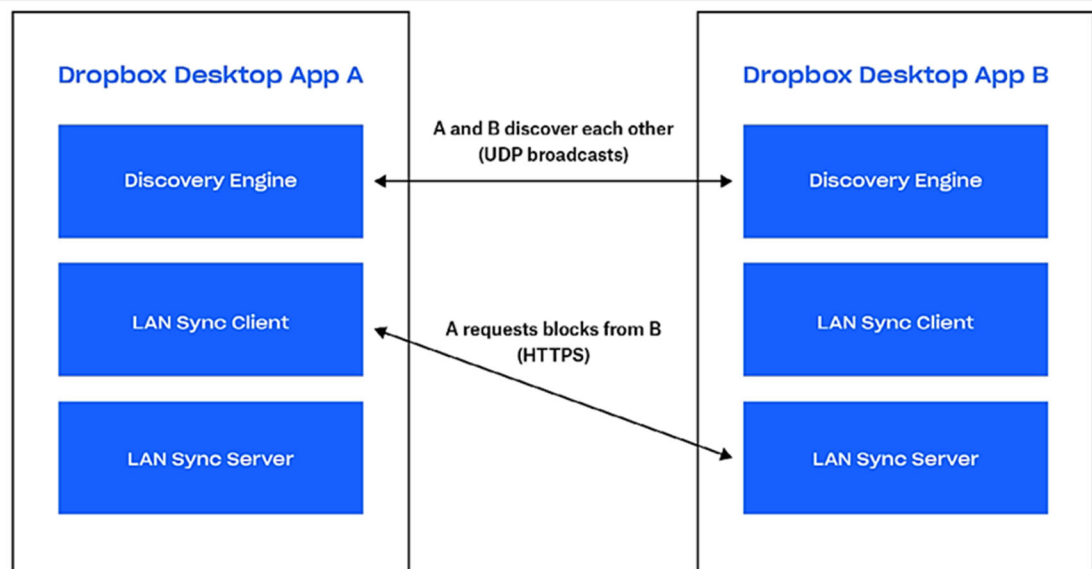 Dropbox Desktop App A
Dropbox Desktop App B
A and B discover each other
(UDP broadcasts)
Discovery Engine
Discovery Engine
LAN Sync Client
LAN Sync Client
A requests blocks from B
(HTTPS)
LAN Sync Server
LAN Sync Server